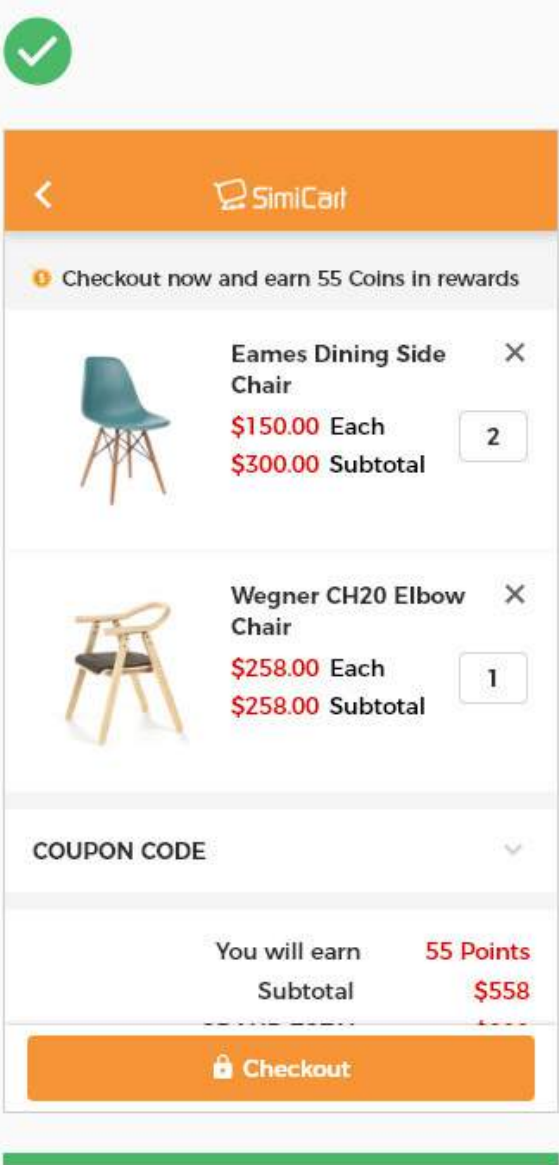 SimiCart
Checkout now and earn 55 Coins in rewards
Eames Dining Side
Chair
$150.00 Each
2
$300.00 Subtotal
Wegner CH20 Elbow
Chair
$258.00 Each
1
$258.00 Subtotal
COUPON CODE
You will earn 55 Points
Subtotal $558
Checkout